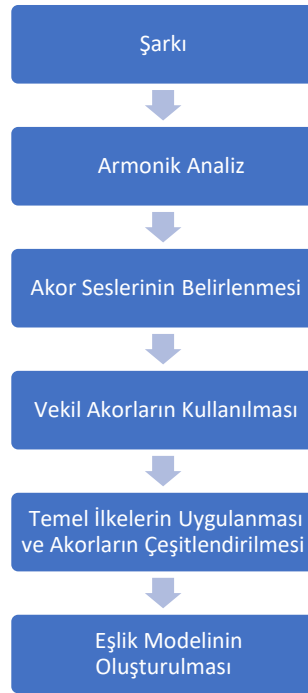 Şarkı
Armonik Analiz
Akor Seslerinin Belirlenmesi
Vekil Akorların Kullanılması
Temel İlkelerin Uygulanması
ve Akorların Çeşitlendirilmesi
Eşlik Modelinin
Oluşturulması